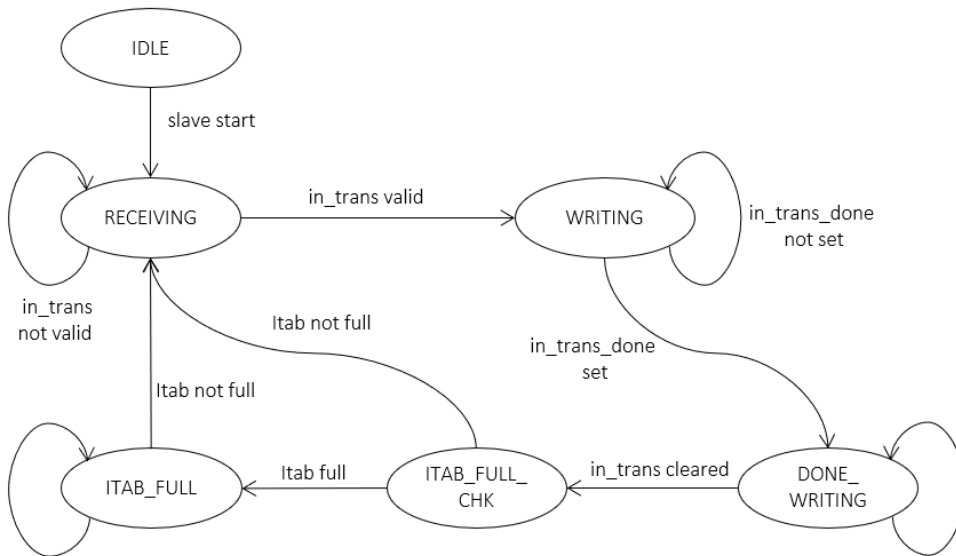 IDLE
slave start
RECEIVING
in_trans valid
WRITING
in_trans_done
not set
in_trans
not valid
Itab not full
in_trans_done
set
Itab not full
ITAB_FULL
Itab full
ITAB_FULL_
CHK
in_trans cleared
DONE_
WRITING